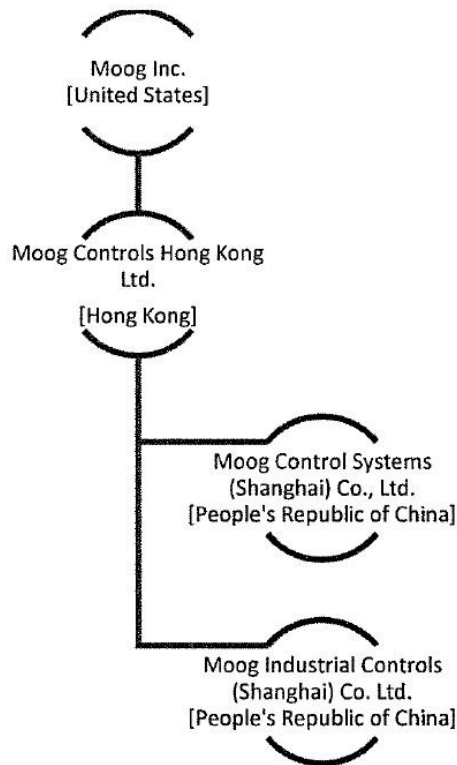 Moog Inc.
[United States]
Moog Controls Hong Kong
Ltd.
[Hong Kong]
Moog Control Systems
(Shanghai) Co., Ltd.
[People's Republic of China]
Moog Industrial Controls
(Shanghai) Co. Ltd.
[People's Republic of China]